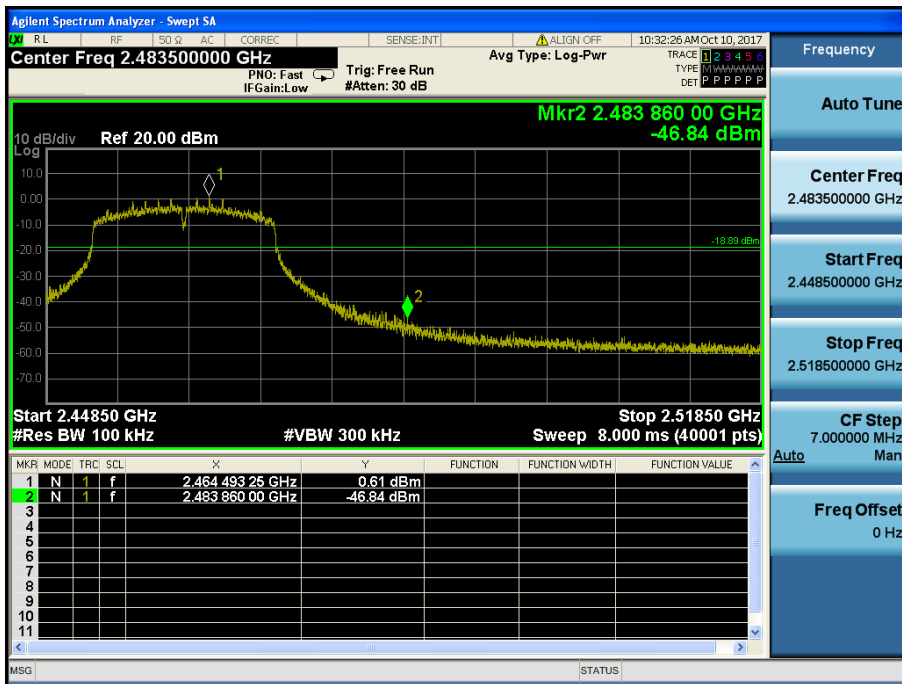 Agilent Spectrum Analyzer - Swept SA
LXI RL RF 50 Ω AC CORREC SENSE:INT ALIGN OFF 10:32:26 AM Oct 10, 2017
Center Freq 2.483500000 GHz
PNO: Fast
IFGain:Low
Trig: Free Run
#Atten: 30 dB
Avg Type: Log-Pwr
TRACE 1 2 3 4 5 6
TYPE MWWWWW
DET P P P P P P
Mkr2 2.483 860 00 GHz
-46.84 dBm
10 dB/div Ref 20.00 dBm
Log
10.0
0.00
-10.0
-20.0
-30.0
-40.0
-50.0
-60.0
-70.0
1
2
-18.89 dBm
Start 2.44850 GHz Stop 2.51850 GHz
#Res BW 100 kHz #VBW 300 kHz Sweep 8.000 ms (40001 pts)
MKR MODE TRC SCL X Y FUNCTION FUNCTION WIDTH FUNCTION VALUE
1 N 1 f 2.464 493 25 GHz 0.61 dBm
2 N 1 f 2.483 860 00 GHz -46.84 dBm
3
4
5
6
7
8
9
10
11
MSG STATUS
Frequency
Auto Tune
Center Freq
2.483500000 GHz
Start Freq
2.448500000 GHz
Stop Freq
2.518500000 GHz
CF Step
7.000000 MHz
Auto Man
Freq Offset
0 Hz